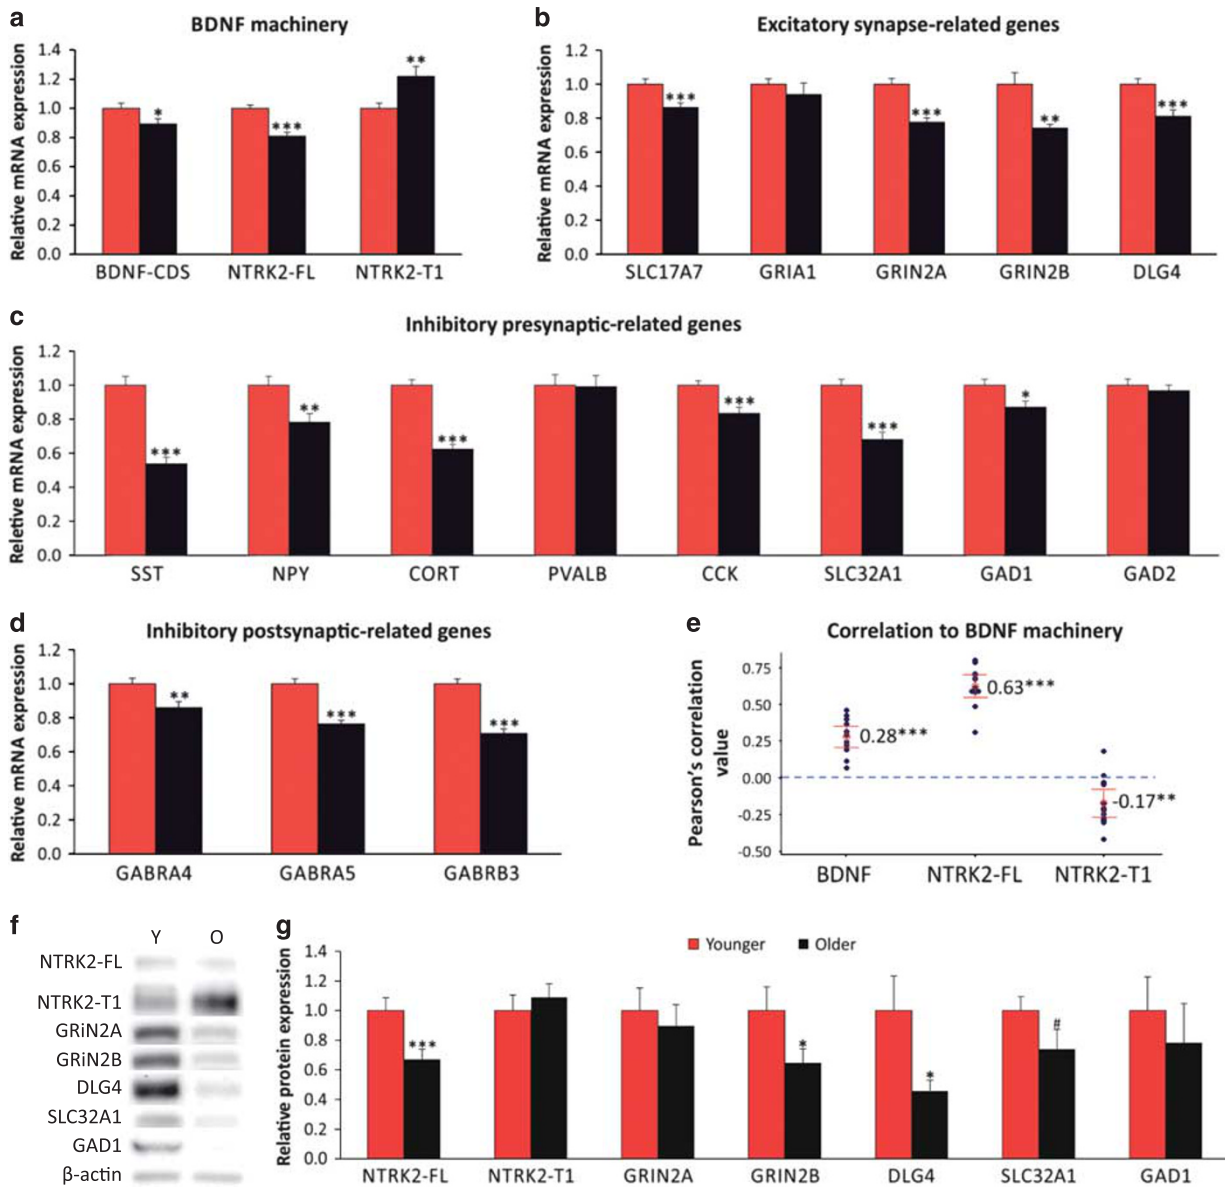 a
BDNF machinery
Relative mRNA expression
1.4
1.2
1.0
0.8
0.6
0.4
0.2
0.0
*
***
**
BDNF-CDS NTRK2-FL NTRK2-T1
b
Excitatory synapse-related genes
Relative mRNA expression
1.2
1.0
0.8
0.6
0.4
0.2
0.0
***
***
**
***
SLC17A7 GRIA1 GRIN2A GRIN2B DLG4
c
Inhibitory presynaptic-related genes
Reletive mRNA expression
1.2
1.0
0.8
0.6
0.4
0.2
0.0
***
**
***
***
***
*
SST NPY CORT PVALB CCK SLC32A1 GAD1 GAD2
d
Inhibitory postsynaptic-related genes
Relative mRNA expression
1.2
1.0
0.8
0.6
0.4
0.2
0.0
**
***
***
GABRA4 GABRA5 GABRB3
e
Correlation to BDNF machinery
Pearson's correlation
value
0.75
0.50
0.25
0.00
-0.25
-0.50
0.28***
0.63***
-0.17**
BDNF NTRK2-FL NTRK2-T1
f
Y O
NTRK2-FL
NTRK2-T1
GRiN2A
GRiN2B
DLG4
SLC32A1
GAD1
β-actin
g
Younger Older
Relative protein expression
1.4
1.2
1.0
0.8
0.6
0.4
0.2
0.0
***
*
*
#
NTRK2-FL NTRK2-T1 GRIN2A GRIN2B DLG4 SLC32A1 GAD1